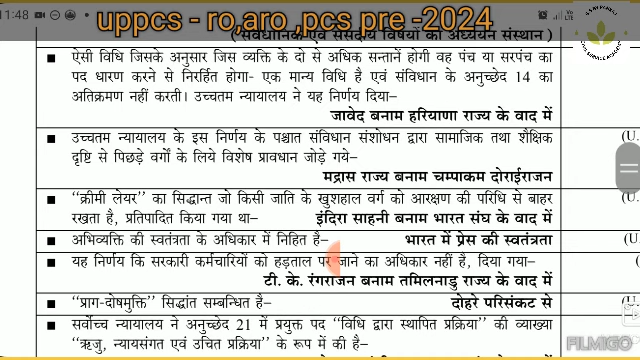 11:48
uppcs - ro,aro ,pcs pre -2024
(संवैधानिक एवं संसदीय विषयों का अध्ययन संस्थान)
■ ऐसी विधि जिसके अनुसार जिस व्यक्ति के दो से अधिक सन्तानें होगी वह पंच या सरपंच का
पद धारण करने से निरर्हित होगा- एक मान्य विधि है एवं संविधान के अनुच्छेद 14 का
अतिक्रमण नहीं करती। उच्चतम न्यायालय ने यह निर्णय दिया–
जावेद बनाम हरियाणा राज्य के वाद में
■ उच्चतम न्यायालय के इस निर्णय के पश्चात संविधान संशोधन द्वारा सामाजिक तथा शैक्षिक (U.
दृष्टि से पिछड़े वर्गो के लिये विशेष प्रावधान जोड़े गये–
मद्रास राज्य बनाम चम्पाकम दोराईराजन
■ “क्रीमी लेयर” का सिद्धान्त जो किसी जाति के खुशहाल वर्ग को आरक्षण की परिधि से बाहर (U.
रखता है, प्रतिपादित किया गया था– इंदिरा साहनी बनाम भारत संघ के वाद में
■ अभिव्यक्ति की स्वतंत्रता के अधिकार में निहित है– भारत में प्रेस की स्वतंत्रता (U.
■ यह निर्णय कि सरकारी कर्मचारियों को हड़ताल पर जाने का अधिकार नहीं है, दिया गया– (
टी. के. रंगराजन बनाम तमिलनाडु राज्य के वाद में
■ “प्राग-दोषमुक्ति” सिद्धांत सम्बन्धित है– दोहरे परिसंकट से (U.
■ सर्वोच्च न्यायालय ने अनुच्छेद 21 में प्रयुक्त पद “विधि द्वारा स्थापित प्रक्रिया” की व्याख्या
“ऋजु, न्यायसंगत एवं उचित प्रक्रिया” के रूप में की है–
FILMIGO